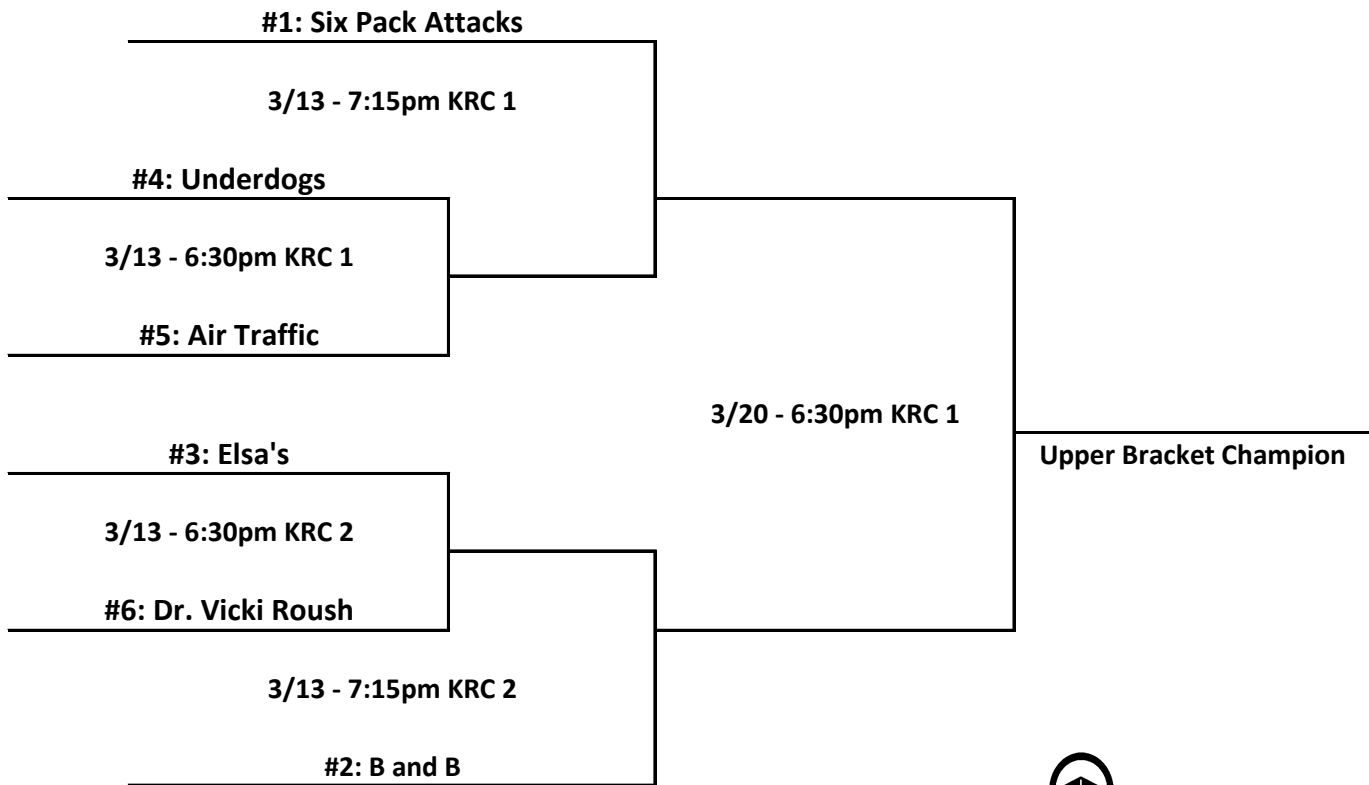 #1: Six Pack Attacks
3/13 - 7:15pm KRC 1
#4: Underdogs
3/13 - 6:30pm KRC 1
#5: Air Traffic
3/20 - 6:30pm KRC 1
#3: Elsa's
Upper Bracket Champion
3/13 - 6:30pm KRC 2
#6: Dr. Vicki Roush
3/13 - 7:15pm KRC 2
#2: B and B